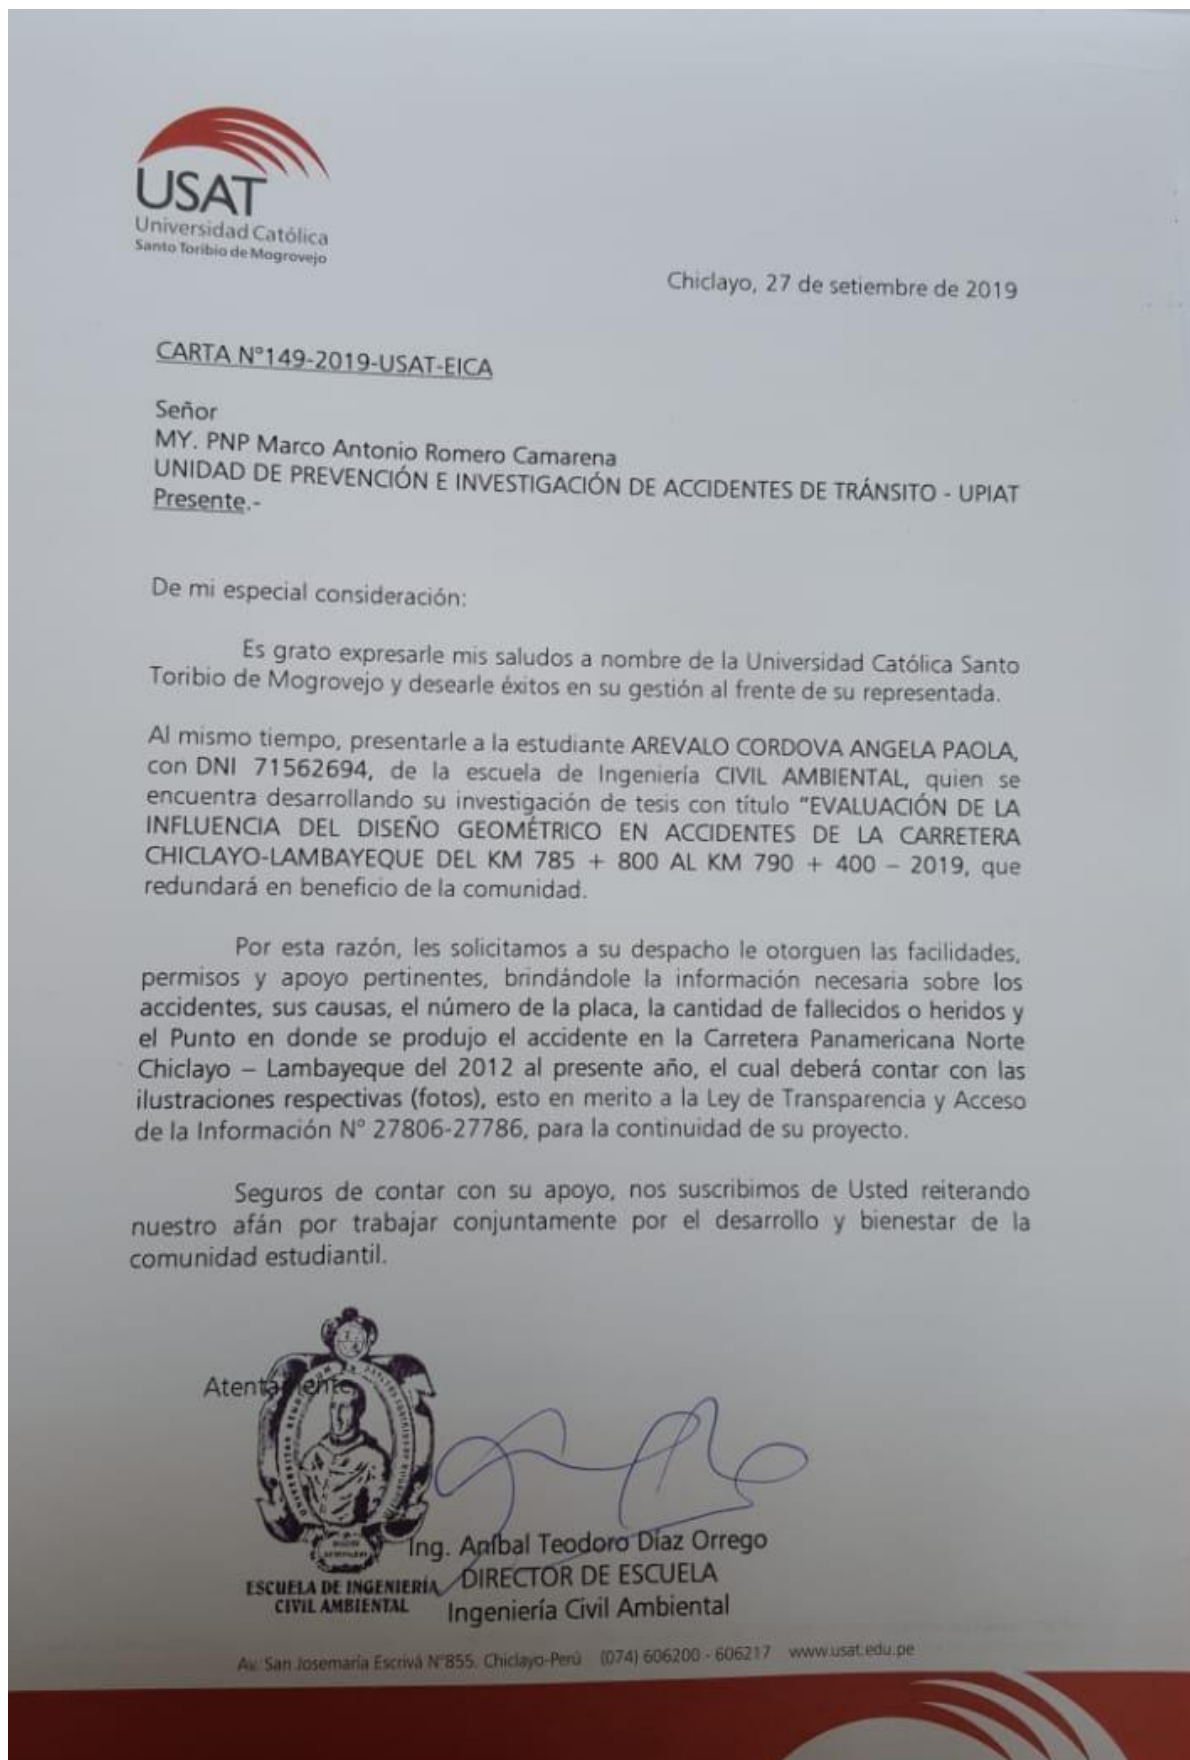 USAT
Universidad Católica
Santo Toribio de Mogrovejo
Chiclayo, 27 de setiembre de 2019
CARTA N°149-2019-USAT-EICA
Señor
MY. PNP Marco Antonio Romero Camarena
UNIDAD DE PREVENCIÓN E INVESTIGACIÓN DE ACCIDENTES DE TRÁNSITO - UPIAT
Presente.-
De mi especial consideración:
Es grato expresarle mis saludos a nombre de la Universidad Católica Santo
Toribio de Mogrovejo y desearle éxitos en su gestión al frente de su representada.
Al mismo tiempo, presentarle a la estudiante AREVALO CORDOVA ANGELA PAOLA,
con DNI 71562694, de la escuela de Ingeniería CIVIL AMBIENTAL, quien se
encuentra desarrollando su investigación de tesis con título “EVALUACIÓN DE LA
INFLUENCIA DEL DISEÑO GEOMÉTRICO EN ACCIDENTES DE LA CARRETERA
CHICLAYO-LAMBAYEQUE DEL KM 785 + 800 AL KM 790 + 400 – 2019, que
redundará en beneficio de la comunidad.
Por esta razón, les solicitamos a su despacho le otorguen las facilidades,
permisos y apoyo pertinentes, brindándole la información necesaria sobre los
accidentes, sus causas, el número de la placa, la cantidad de fallecidos o heridos y
el Punto en donde se produjo el accidente en la Carretera Panamericana Norte
Chiclayo – Lambayeque del 2012 al presente año, el cual deberá contar con las
ilustraciones respectivas (fotos), esto en merito a la Ley de Transparencia y Acceso
de la Información N° 27806-27786, para la continuidad de su proyecto.
Seguros de contar con su apoyo, nos suscribimos de Usted reiterando
nuestro afán por trabajar conjuntamente por el desarrollo y bienestar de la
comunidad estudiantil.
Atentamente
Ing. Aníbal Teodoro Díaz Orrego
DIRECTOR DE ESCUELA
Ingeniería Civil Ambiental
ESCUELA DE INGENIERÍA
CIVIL AMBIENTAL
Av. San Josemaría Escrivá N°855. Chiclayo-Perú (074) 606200 - 606217 www.usat.edu.pe